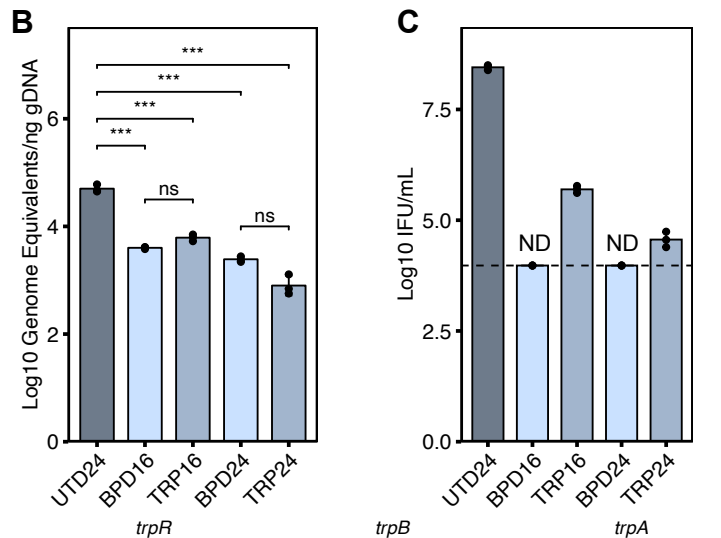 B
Log10 Genome Equivalents/ng gDNA
6
4
2
0
***
***
***
***
ns
ns
UTD24
BPD16
TRP16
BPD24
TRP24
C
Log10 IFU/mL
7.5
5.0
2.5
0.0
ND
ND
UTD24
BPD16
TRP16
BPD24
TRP24
trpR
trpB
trpA